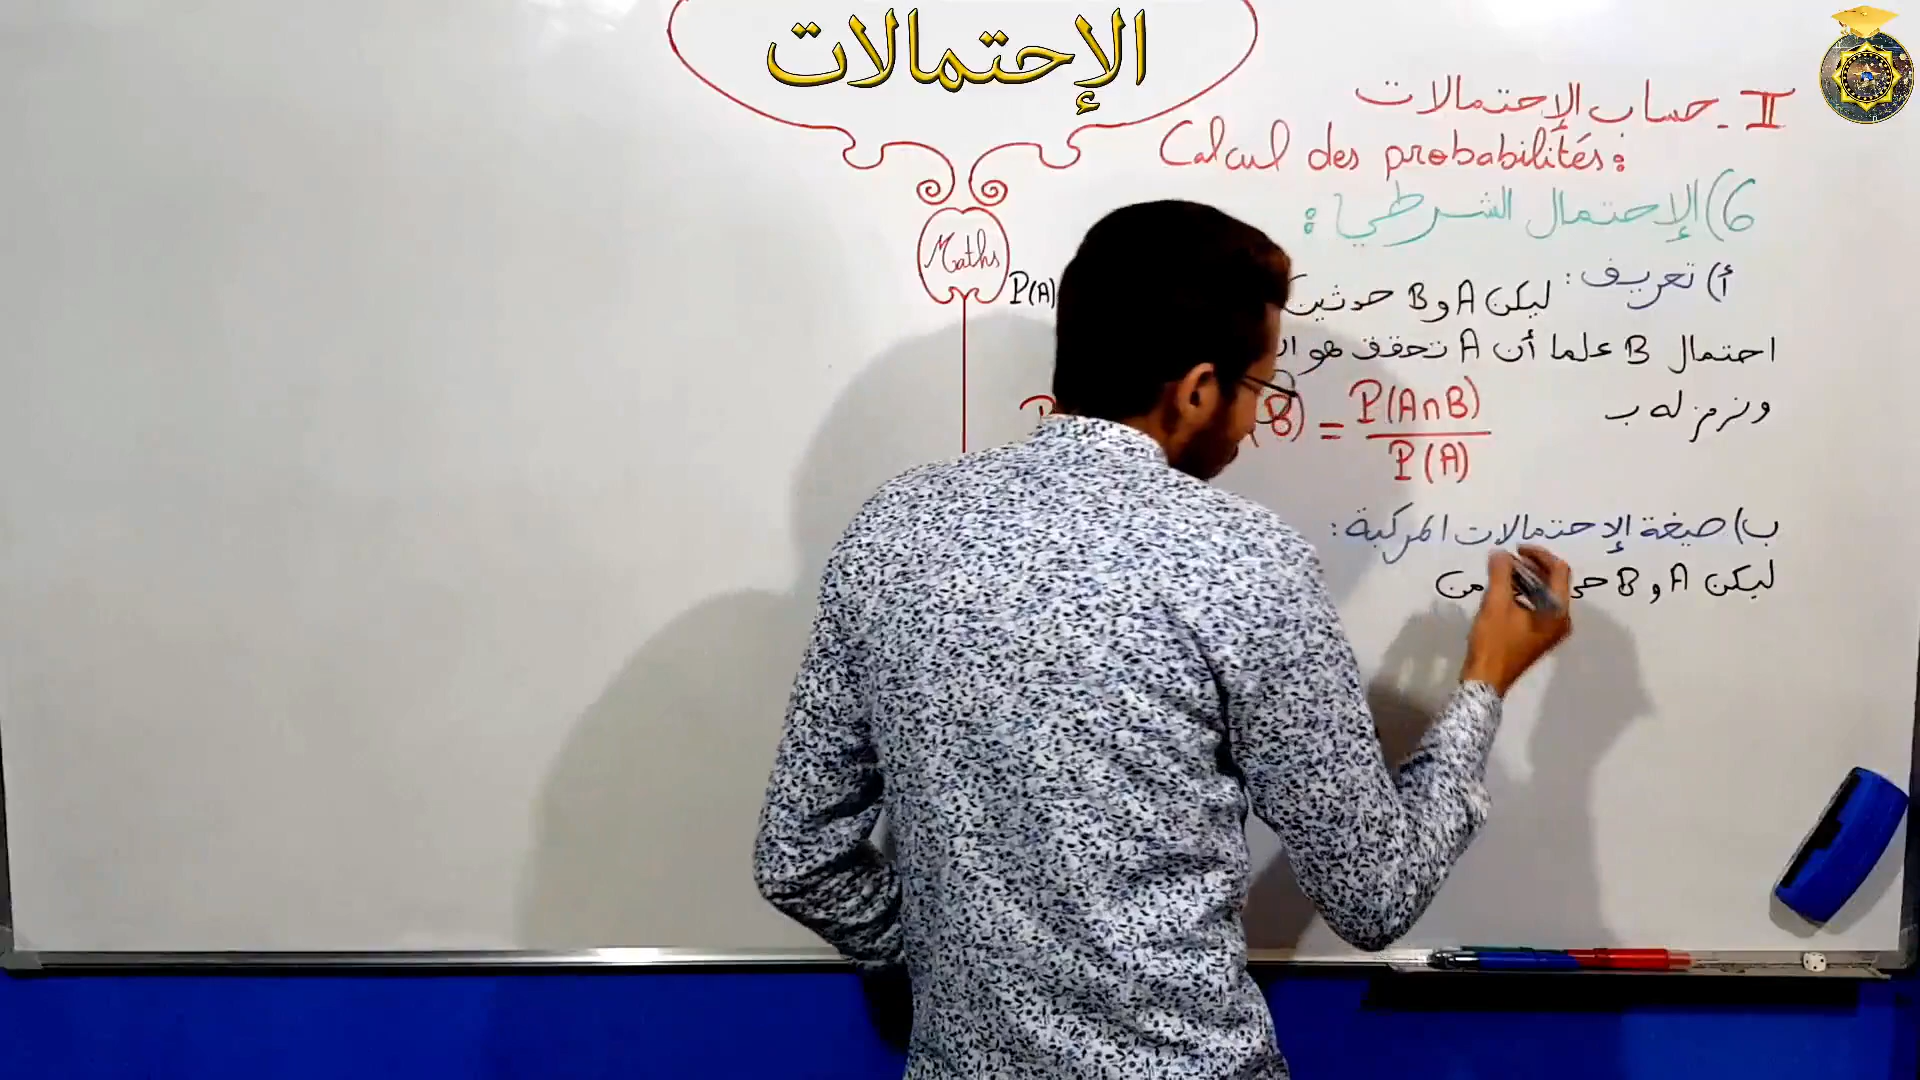 الإحتمالات
II - حساب الإحتمالات
Calcul des probabilités :
6) الإحتمال الشرطي :
أ) تعريف : ليكن A و B حدثين
P(A)
احتمال B علما أن A تحقق هو
ونرمز له ب
(B) = P(A∩B) / P(A)
ب) صيغة الإحتمالات المركبة :
ليكن A و B من
Maths